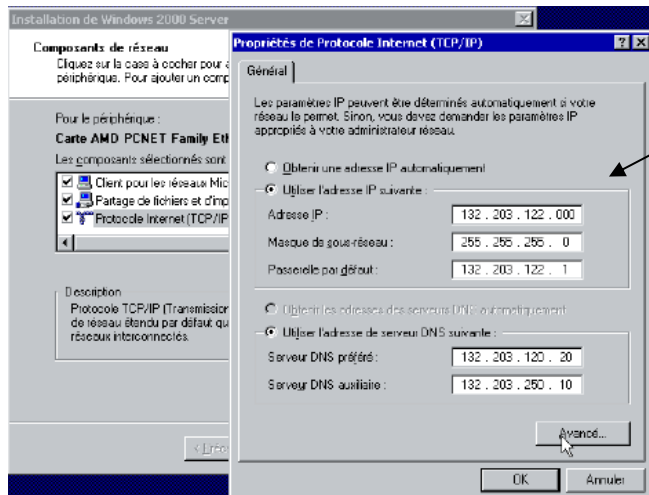 Installation de Windows 2000 Server
Composants de réseau
Cliquez sur la case à cocher pour
périphérique. Pour ajouter un comp
Pour le périphérique :
Carte AMD PCNET Family Eth
Les composants sélectionnés sont
Client pour les réseaux Mic
Partage de fichiers et d'imp
Protocole Internet (TCP/IP
Description
Protocole TCP/IP (Transmission
de réseau étendu par défaut qu
réseaux interconnectés.
Propriétés de Protocole Internet (TCP/IP)
Général
Les paramètres IP peuvent être déterminés automatiquement si votre
réseau le permet. Sinon, vous devez demander les paramètres IP
appropriés à votre administrateur réseau.
Obtenir une adresse IP automatiquement
Utiliser l'adresse IP suivante :
Adresse IP : 132 . 203 . 122 . 000
Masque de sous-réseau : 255 . 255 . 255 . 0
Passerelle par défaut : 132 . 203 . 122 . 1
Obtenir les adresses des serveurs DNS automatiquement
Utiliser l'adresse de serveur DNS suivante :
Serveur DNS préféré : 132 . 203 . 120 . 20
Serveur DNS auxiliaire : 132 . 203 . 250 . 10
Avancé...
OK Annuler